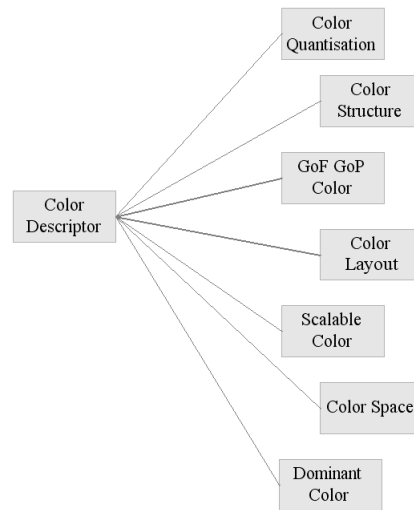 Color
Quantisation
Color
Structure
GoF GoP
Color
Color
Descriptor
Color
Layout
Scalable
Color
Color Space
Dominant
Color